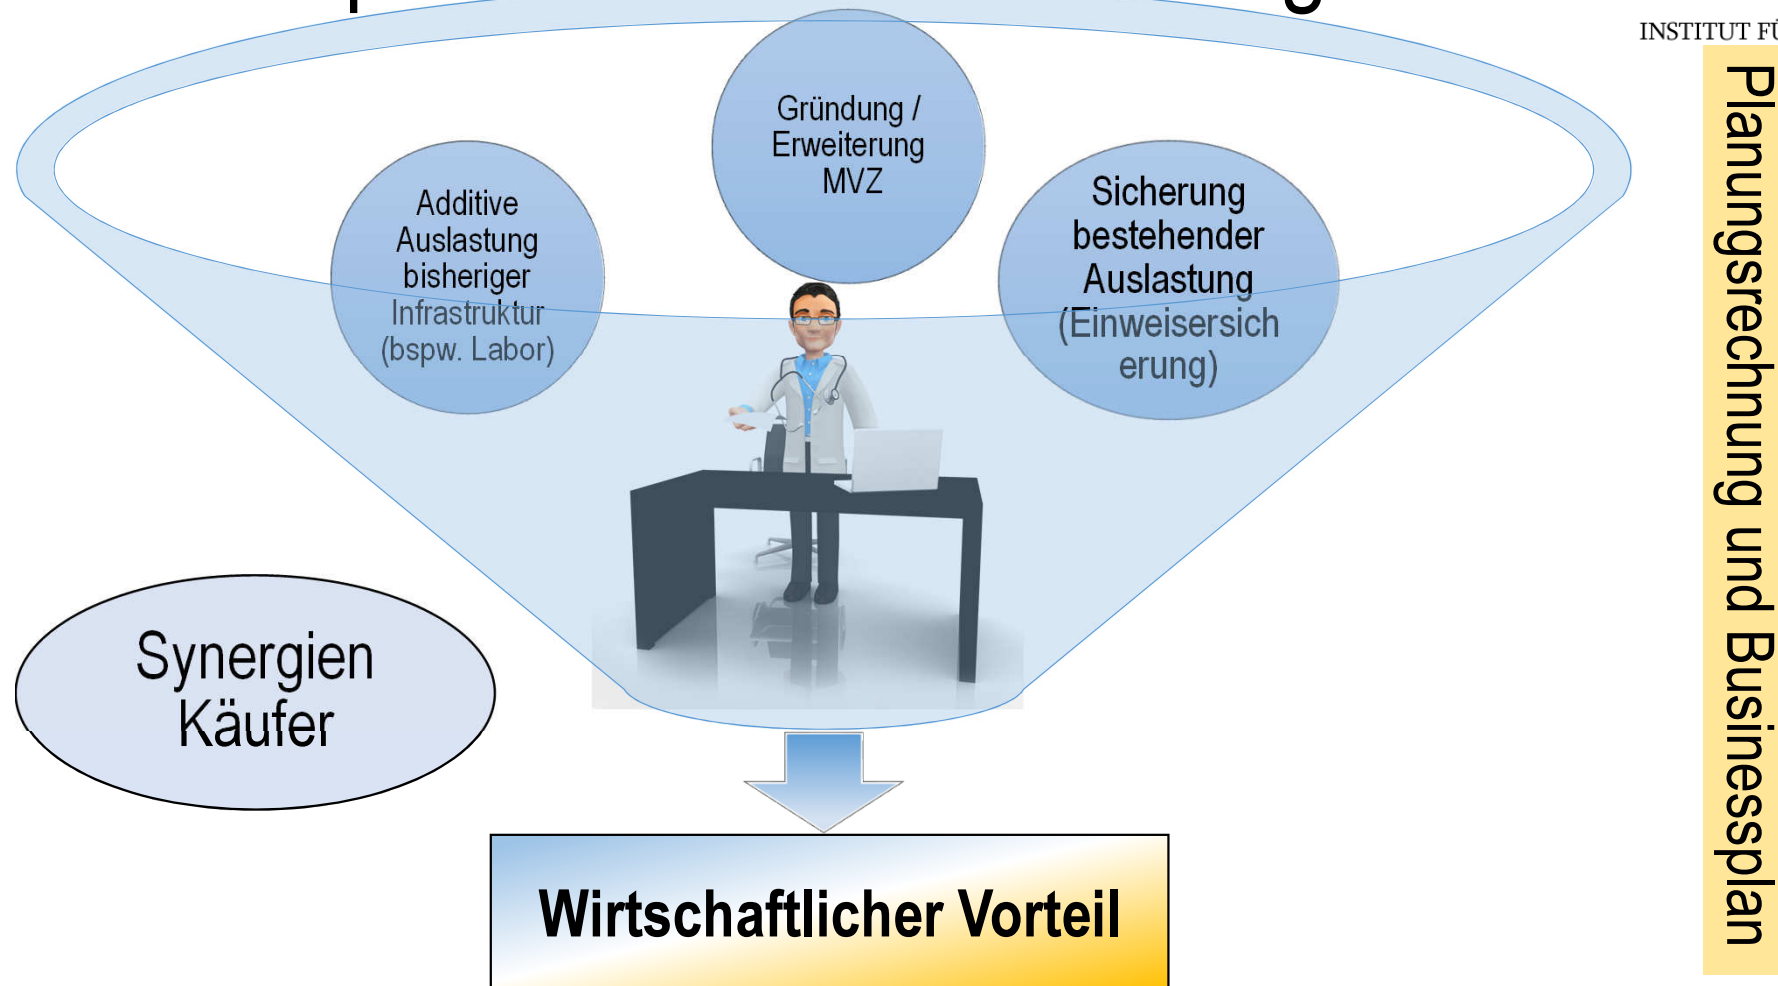 INSTITUT
Gründung /
Erweiterung
MVZ
Additive
Auslastung
bisheriger
Infrastruktur
(bspw. Labor)
Sicherung
bestehender
Auslastung
(Einweisersich
erung)
Synergien
Käufer
Wirtschaftlicher Vorteil
Planungsrechnung und Businessplan